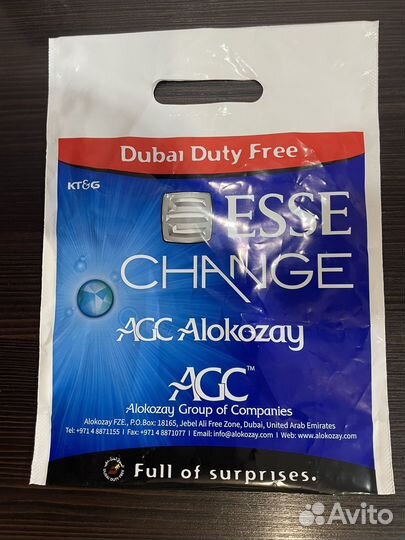 Dubai Duty Free
KT&G
ESSE
CHANGE
AGC Alokozay
AGC™
Alokozay Group of Companies
Alokozay FZE., P.O.Box: 18165, Jebel Ali Free Zone, Dubai, United Arab Emirates
Tel: +971 4 8871155 I Fax: +971 4 8871077 I Email: info@alokozay.com I Web: www.alokozay.com
Full of surprises.
Avito